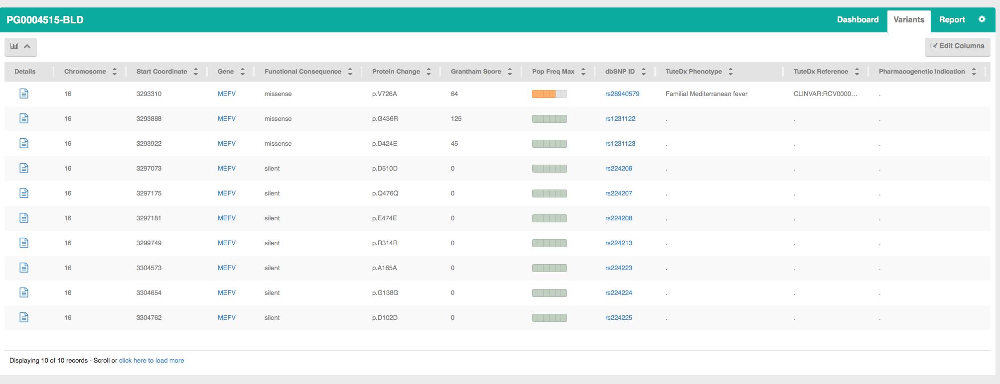 PG0004515-BLD Dashboard Variants Report
Edit Columns
Details Chromosome Start Coordinate Gene Functional Consequence Protein Change Grantham Score Pop Freq Max dbSNP ID TuteDx Phenotype TuteDx Reference Pharmacogenetic Indication
16 3293310 MEFV missense p.V726A 64 rs28940579 Familial Mediterranean fever CLINVAR:RCV0000... .
16 3293888 MEFV missense p.G436R 125 rs1231122 . . .
16 3293922 MEFV missense p.D424E 45 rs1231123 . . .
16 3297073 MEFV silent p.D510D 0 rs224206 . . .
16 3297175 MEFV silent p.Q476Q 0 rs224207 . . .
16 3297181 MEFV silent p.E474E 0 rs224208 . . .
16 3299749 MEFV silent p.R314R 0 rs224213 . . .
16 3304573 MEFV silent p.A165A 0 rs224223 . . .
16 3304654 MEFV silent p.G138G 0 rs224224 . . .
16 3304762 MEFV silent p.D102D 0 rs224225 . . .
Displaying 10 of 10 records - Scroll or click here to load more